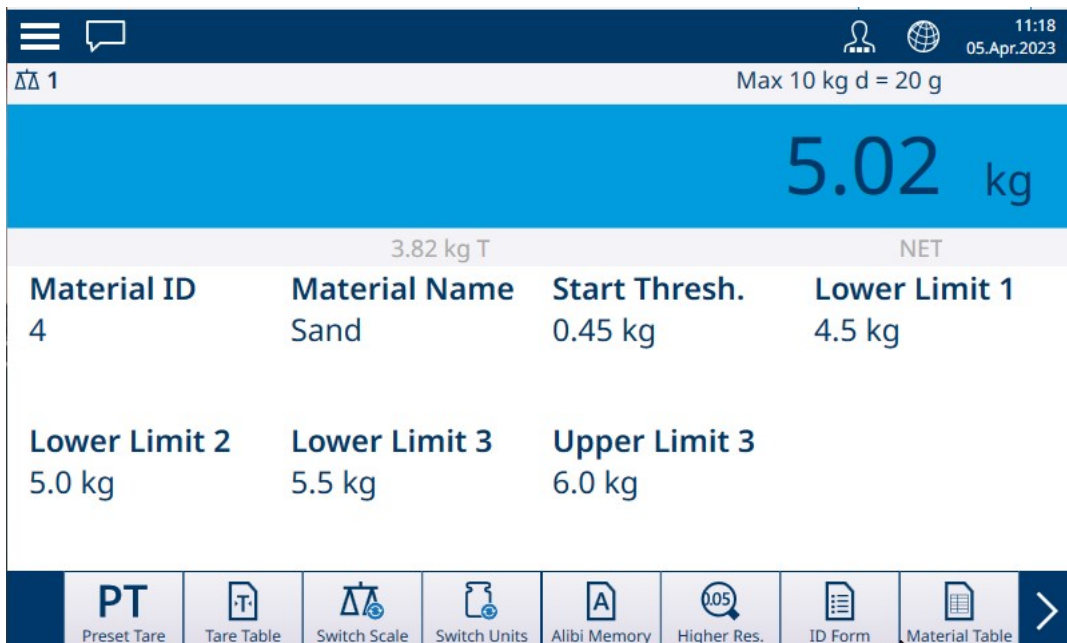 11:18
05.Apr.2023
1 Max 10 kg d = 20 g
5.02 kg
3.82 kg T NET
Material ID Material Name Start Thresh. Lower Limit 1
4 Sand 0.45 kg 4.5 kg
Lower Limit 2 Lower Limit 3 Upper Limit 3
5.0 kg 5.5 kg 6.0 kg
PT T A 0.05
Preset Tare Tare Table Switch Scale Switch Units Alibi Memory Higher Res. ID Form Material Table